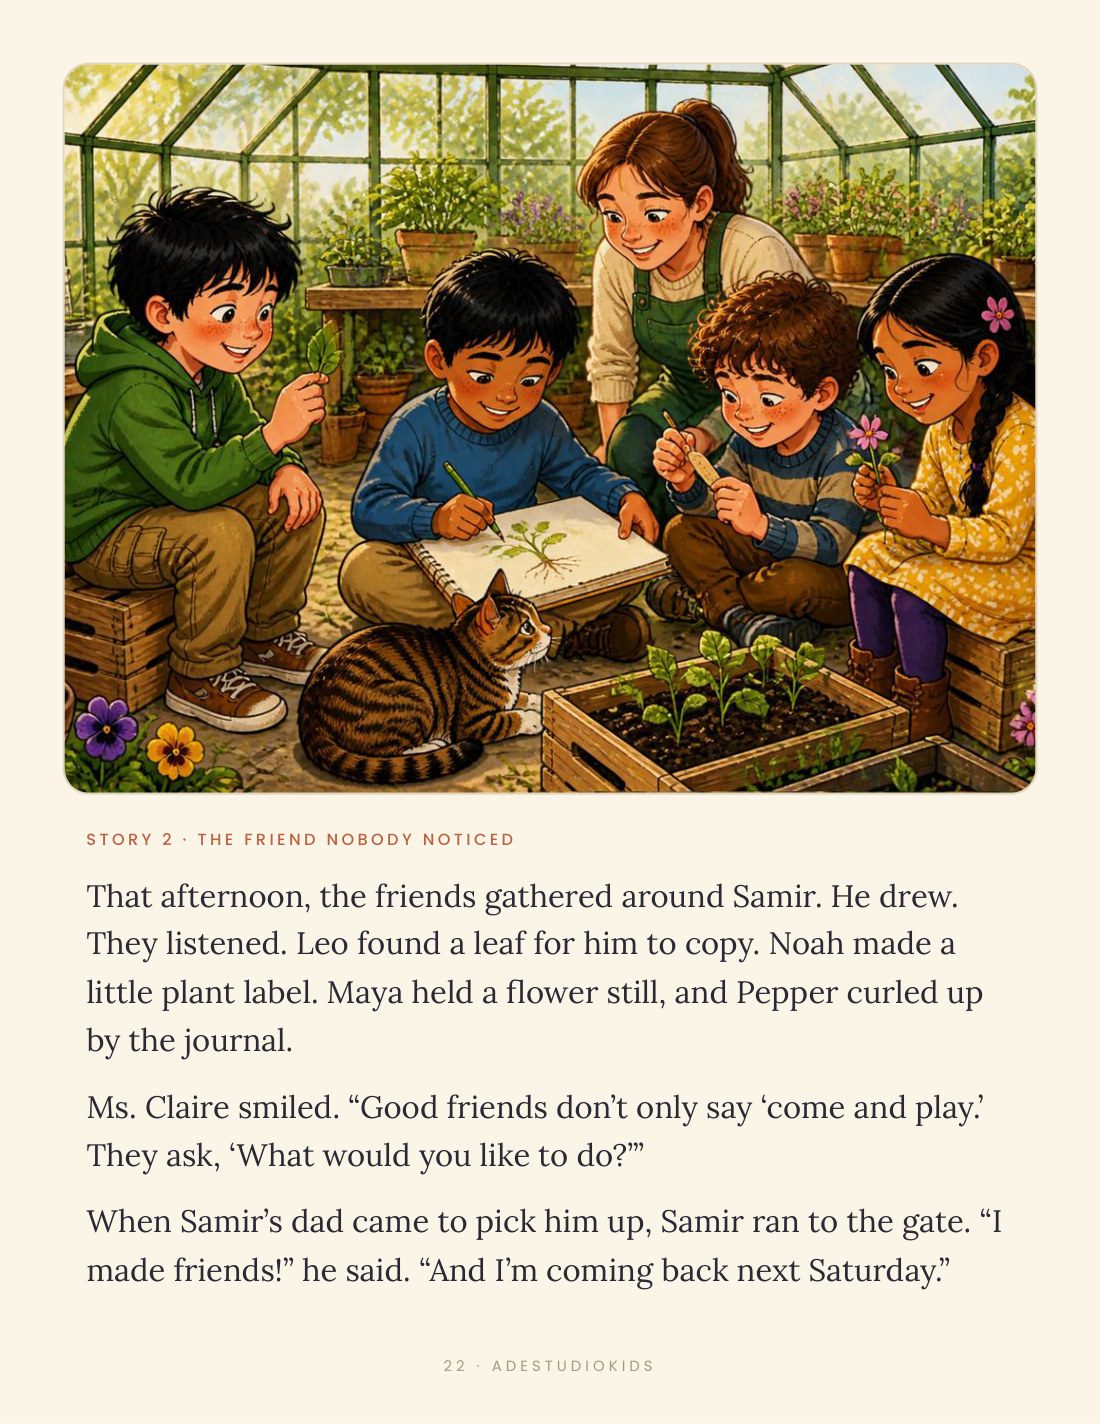 STORY 2 · THE FRIEND NOBODY NOTICED
That afternoon, the friends gathered around Samir. He drew.
They listened. Leo found a leaf for him to copy. Noah made a
little plant label. Maya held a flower still, and Pepper curled up
by the journal.
Ms. Claire smiled. “Good friends don’t only say ‘come and play.’
They ask, ‘What would you like to do?’”
When Samir’s dad came to pick him up, Samir ran to the gate. “I
made friends!” he said. “And I’m coming back next Saturday.”
22 · ADESTUDIOKIDS